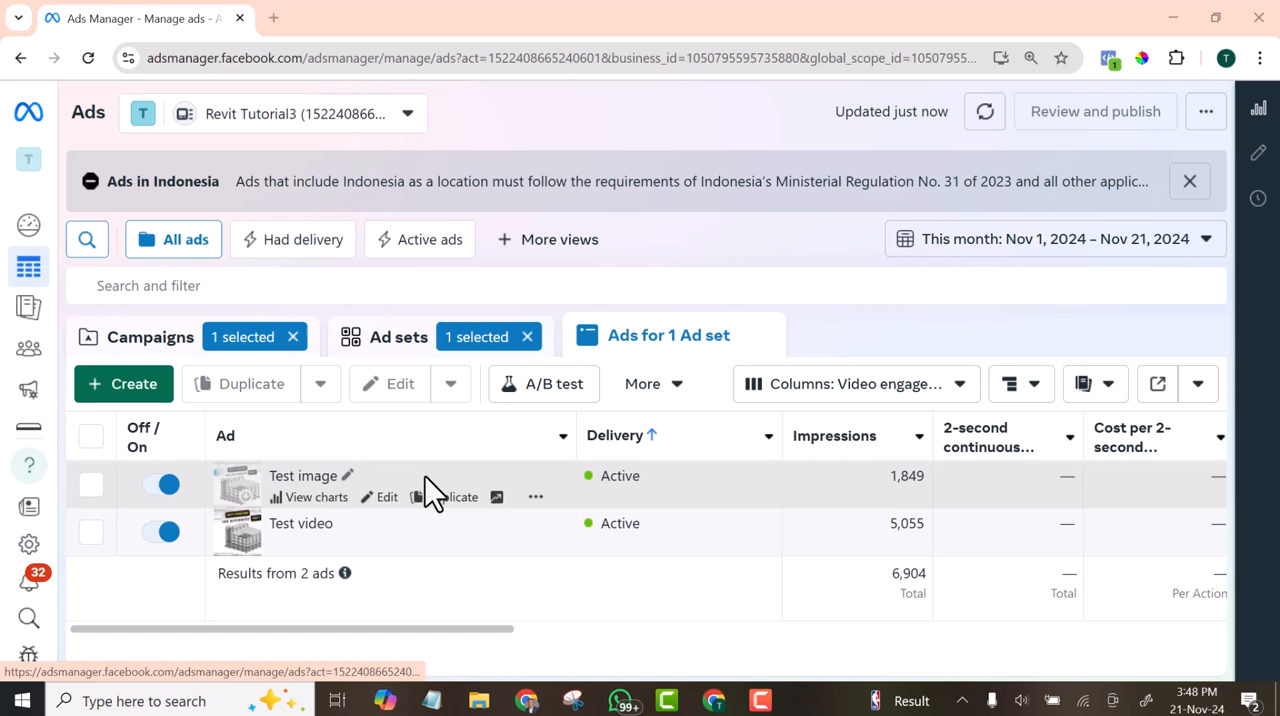 Ads Manager - Manage ads - A
adsmanager.facebook.com/adsmanager/manage/ads?act=1522408665240601&business_id=1050795595735880&global_scope_id=10507955...
1
T
T
Ads
T
Revit Tutorial3 (152240866...
Updated just now
Review and publish
Ads in Indonesia
Ads that include Indonesia as a location must follow the requirements of Indonesia's Ministerial Regulation No. 31 of 2023 and all other applic...
All ads
Had delivery
Active ads
More views
This month: Nov 1, 2024 – Nov 21, 2024
Search and filter
Campaigns
1 selected
Ad sets
1 selected
Ads for 1 Ad set
+ Create
Duplicate
Edit
A/B test
More
Columns: Video engage...
Off / On
Ad
Delivery ↑
Impressions
2-second continuous...
Cost per 2-second...
Test image
Active
1,849
—
—
View charts
Edit
licate
Test video
Active
5,055
—
—
Results from 2 ads
6,904
—
—
Total
Total
Per Action
32
https://adsmanager.facebook.com/adsmanager/manage/ads?act=1522408665240...
Type here to search
99+
Result
3:48 PM
21-Nov-24
2